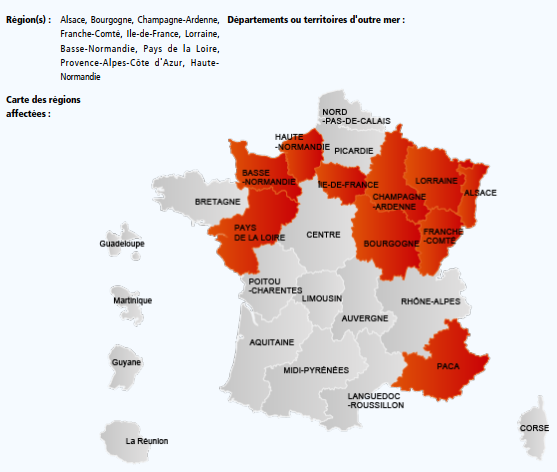 Région(s) :
Alsace, Bourgogne, Champagne-Ardenne,
Franche-Comté, Ile-de-France, Lorraine,
Basse-Normandie, Pays de la Loire,
Provence-Alpes-Côte d'Azur, Haute-
Normandie
Départements ou territoires d'outre mer :
Carte des régions
affectées :
NORD
-PAS-DE-CALAIS
HAUTE
-NORMANDIE
PICARDIE
BASSE
-NORMANDIE
ILE-DE-FRANCE
LORRAINE
ALSACE
CHAMPAGNE
-ARDENNE
BRETAGNE
PAYS
DE LA LOIRE
CENTRE
BOURGOGNE
FRANCHE
-COMTE
Guadeloupe
POITOU
-CHARENTES
LIMOUSIN
RHÔNE-ALPES
Martinique
AUVERGNE
AQUITAINE
Guyane
MIDI-PYRÉNÉES
PACA
LANGUEDOC
-ROUSSILLON
CORSE
La Réunion